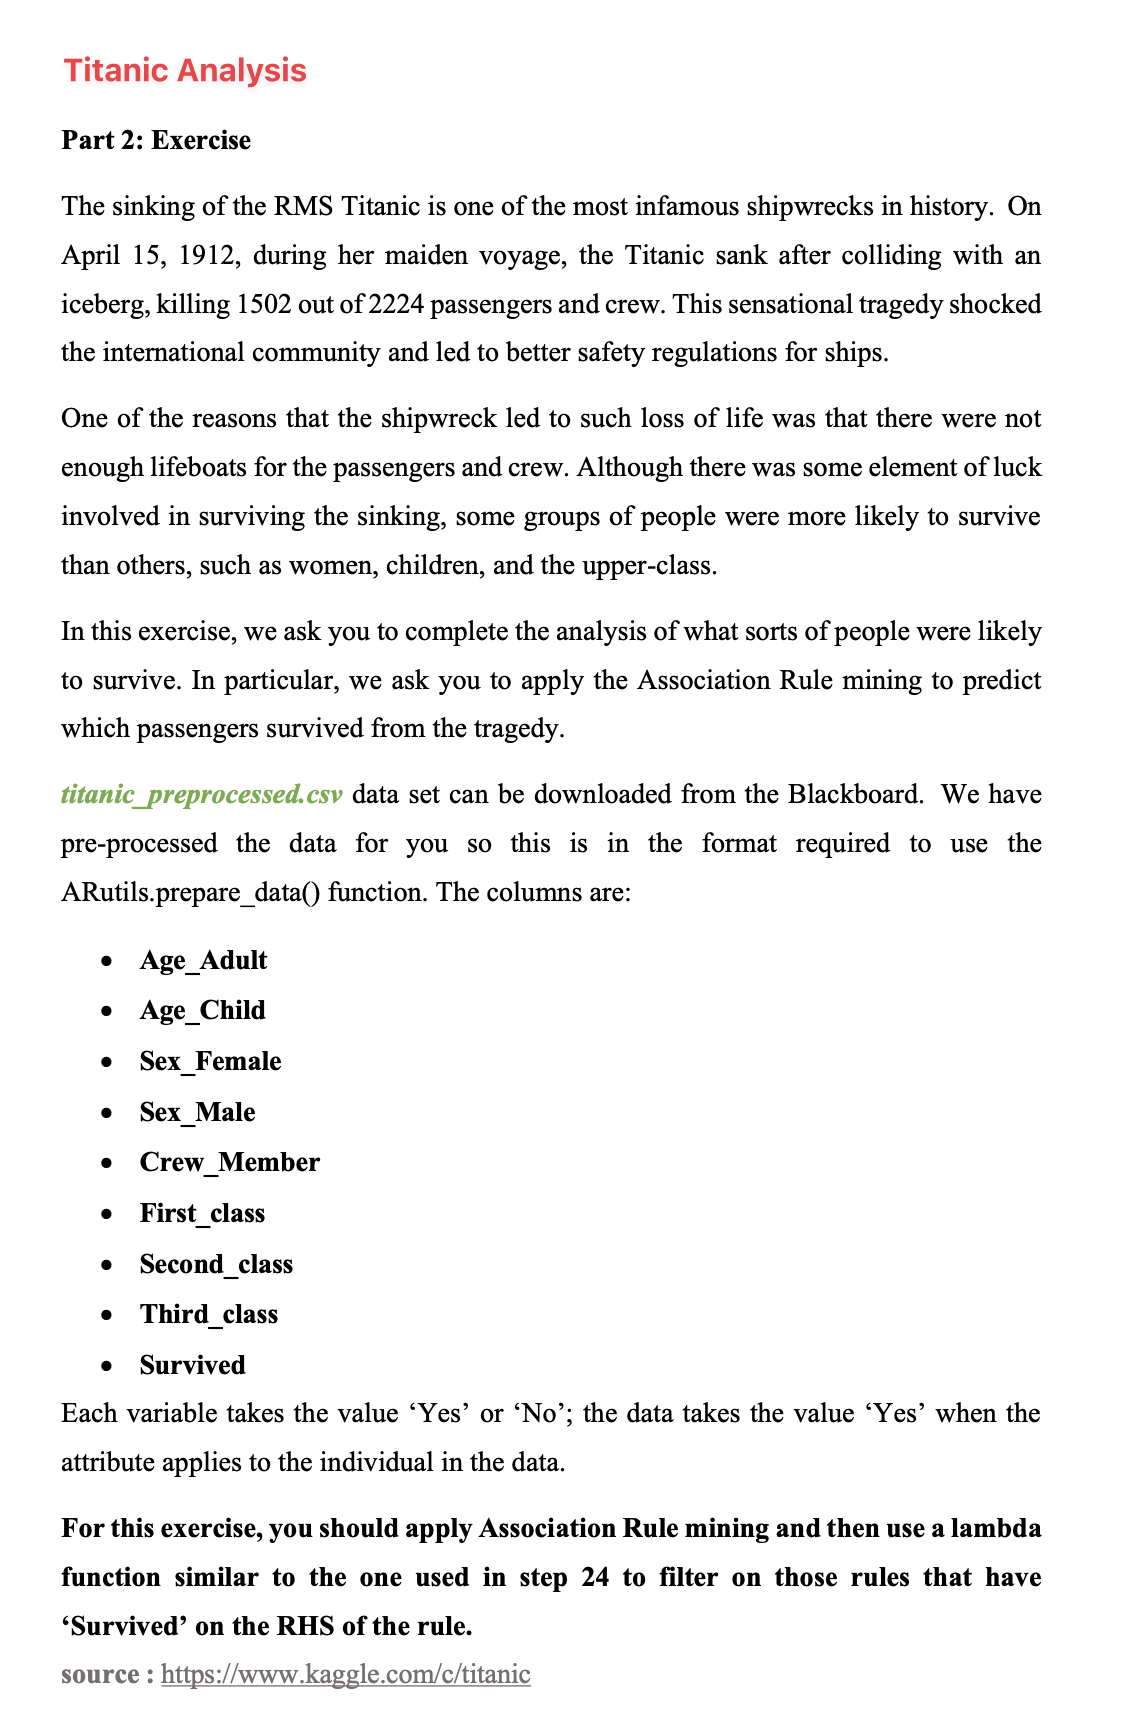 Titanic Analysis
Part 2: Exercise
The sinking of the RMS Titanic is one of the most infamous shipwrecks in history. On
April 15, 1912, during her maiden voyage, the Titanic sank after colliding with an
iceberg, killing 1502 out of 2224 passengers and crew. This sensational tragedy shocked
the international community and led to better safety regulations for ships.
One of the reasons that the shipwreck led to such loss of life was that there were not
enough lifeboats for the passengers and crew. Although there was some element of luck
involved in surviving the sinking, some groups of people were more likely to survive
than others, such as women, children, and the upper-class.
In this exercise, we ask you to complete the analysis of what sorts of people were likely
to survive. In particular, we ask you to apply the Association Rule mining to predict
which passengers survived from the tragedy.
titanic_preprocessed.csv data set can be downloaded from the Blackboard. We have
pre-processed the data for you so this is in the format required to use the
ARutils.prepare_data() function. The columns are:
• Age_Adult
• Age_Child
• Sex_Female
• Sex_Male
• Crew_Member
• First_class
• Second_class
• Third_class
• Survived
Each variable takes the value ‘Yes’ or ‘No’; the data takes the value ‘Yes’ when the
attribute applies to the individual in the data.
For this exercise, you should apply Association Rule mining and then use a lambda
function similar to the one used in step 24 to filter on those rules that have
‘Survived’ on the RHS of the rule.
source : https://www.kaggle.com/c/titanic